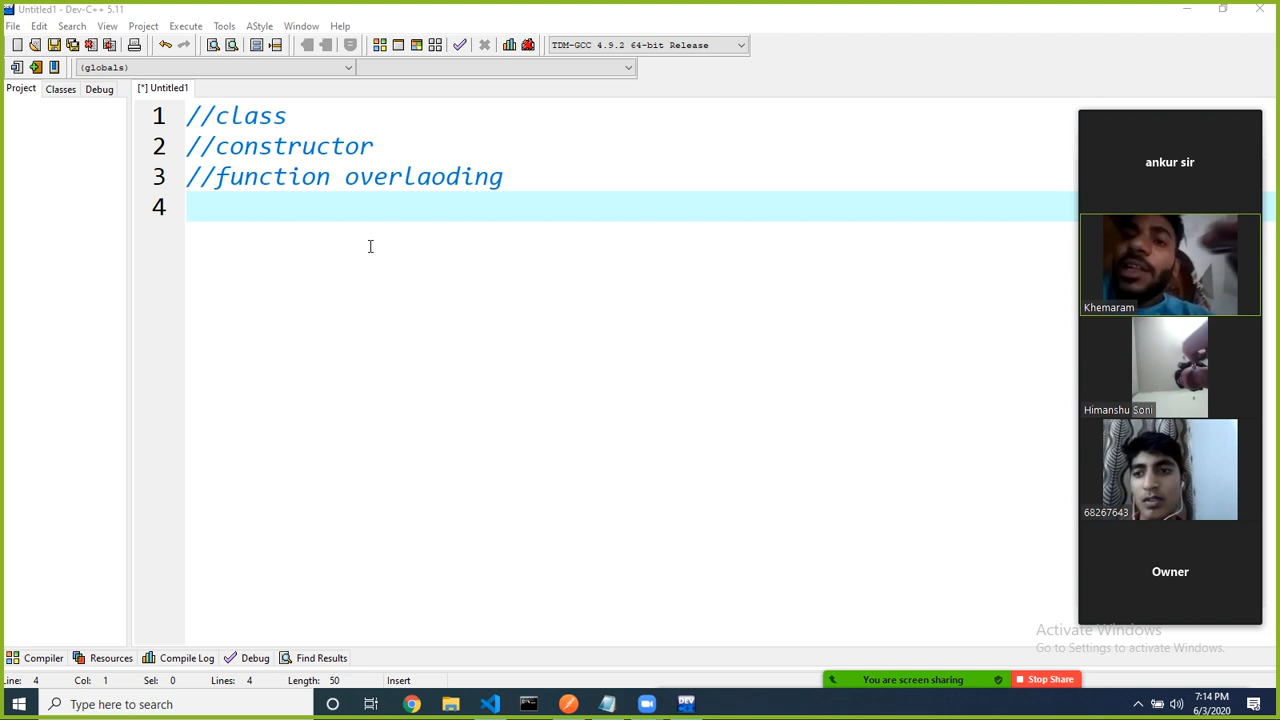 Untitled1 - Dev-C++ 5.11
File Edit Search View Project Execute Tools AStyle Window Help
TDM-GCC 4.9.2 64-bit Release
(globals)
Project Classes Debug
[*] Untitled1
1 //class
2 //constructor
3 //function overlaoding
4
ankur sir
Khemaram
Himanshu Soni
68267643
Owner
Activate Windows
Go to Settings to activate Windows.
Compiler Resources Compile Log Debug Find Results
Line: 4 Col: 1 Sel: 0 Lines: 4 Length: 50 Insert
You are screen sharing Stop Share
Type here to search
DEV
7:14 PM
6/3/2020